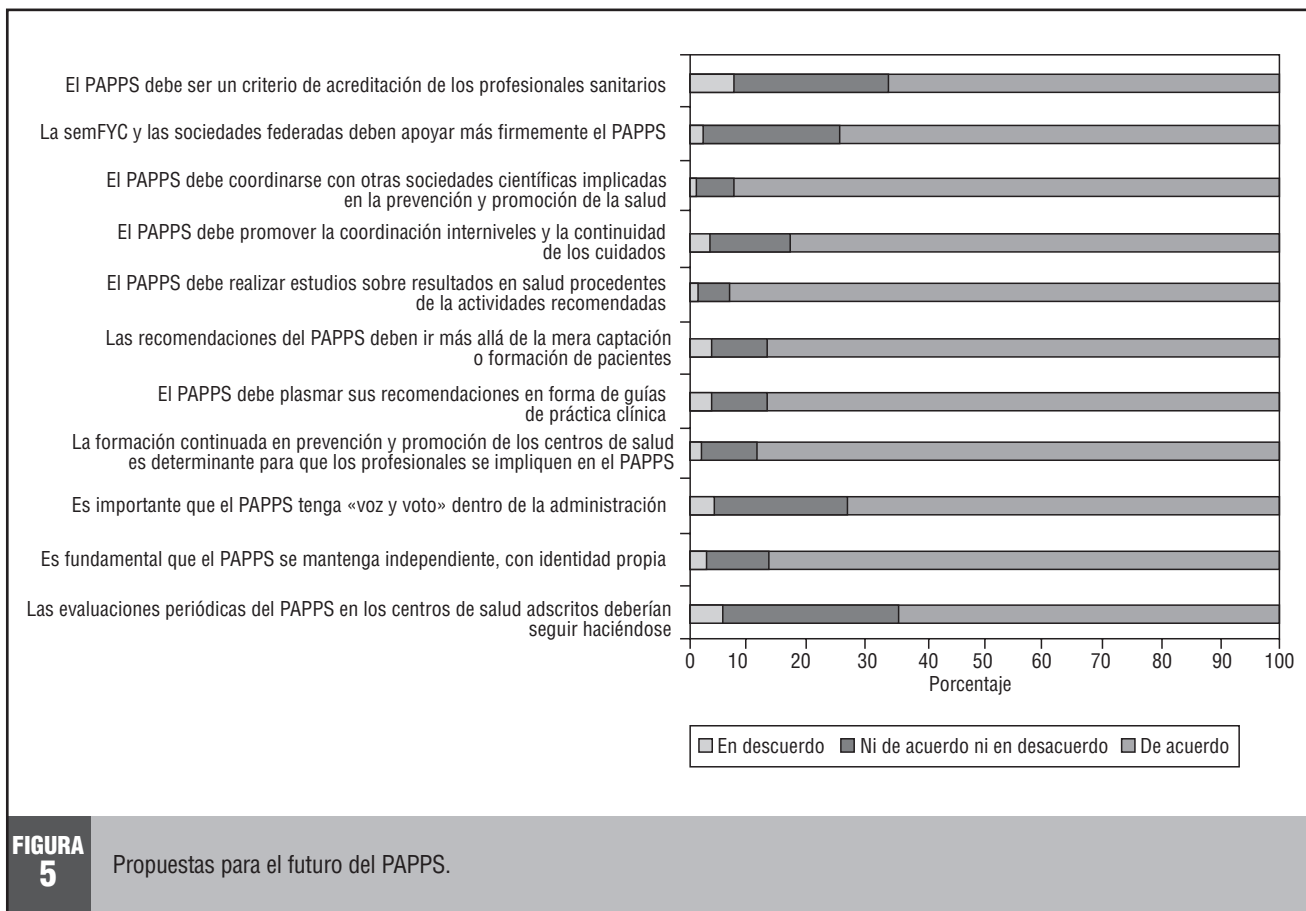 El PAPPS debe ser un criterio de acreditación de los profesionales sanitarios
La semFYC y las sociedades federadas deben apoyar más firmemente el PAPPS
El PAPPS debe coordinarse con otras sociedades científicas implicadas
en la prevención y promoción de la salud
El PAPPS debe promover la coordinación interniveles y la continuidad
de los cuidados
El PAPPS debe realizar estudios sobre resultados en salud procedentes
de la actividades recomendadas
Las recomendaciones del PAPPS deben ir más allá de la mera captación
o formación de pacientes
El PAPPS debe plasmar sus recomendaciones en forma de guías
de práctica clínica
La formación continuada en prevención y promoción de los centros de salud
es determinante para que los profesionales se impliquen en el PAPPS
Es importante que el PAPPS tenga «voz y voto» dentro de la administración
Es fundamental que el PAPPS se mantenga independiente, con identidad propia
Las evaluaciones periódicas del PAPPS en los centros de salud adscritos deberían
seguir haciéndose
0 10 20 30 40 50 60 70 80 90 100
Porcentaje
En descuerdo Ni de acuerdo ni en desacuerdo De acuerdo
FIGURA
5
Propuestas para el futuro del PAPPS.